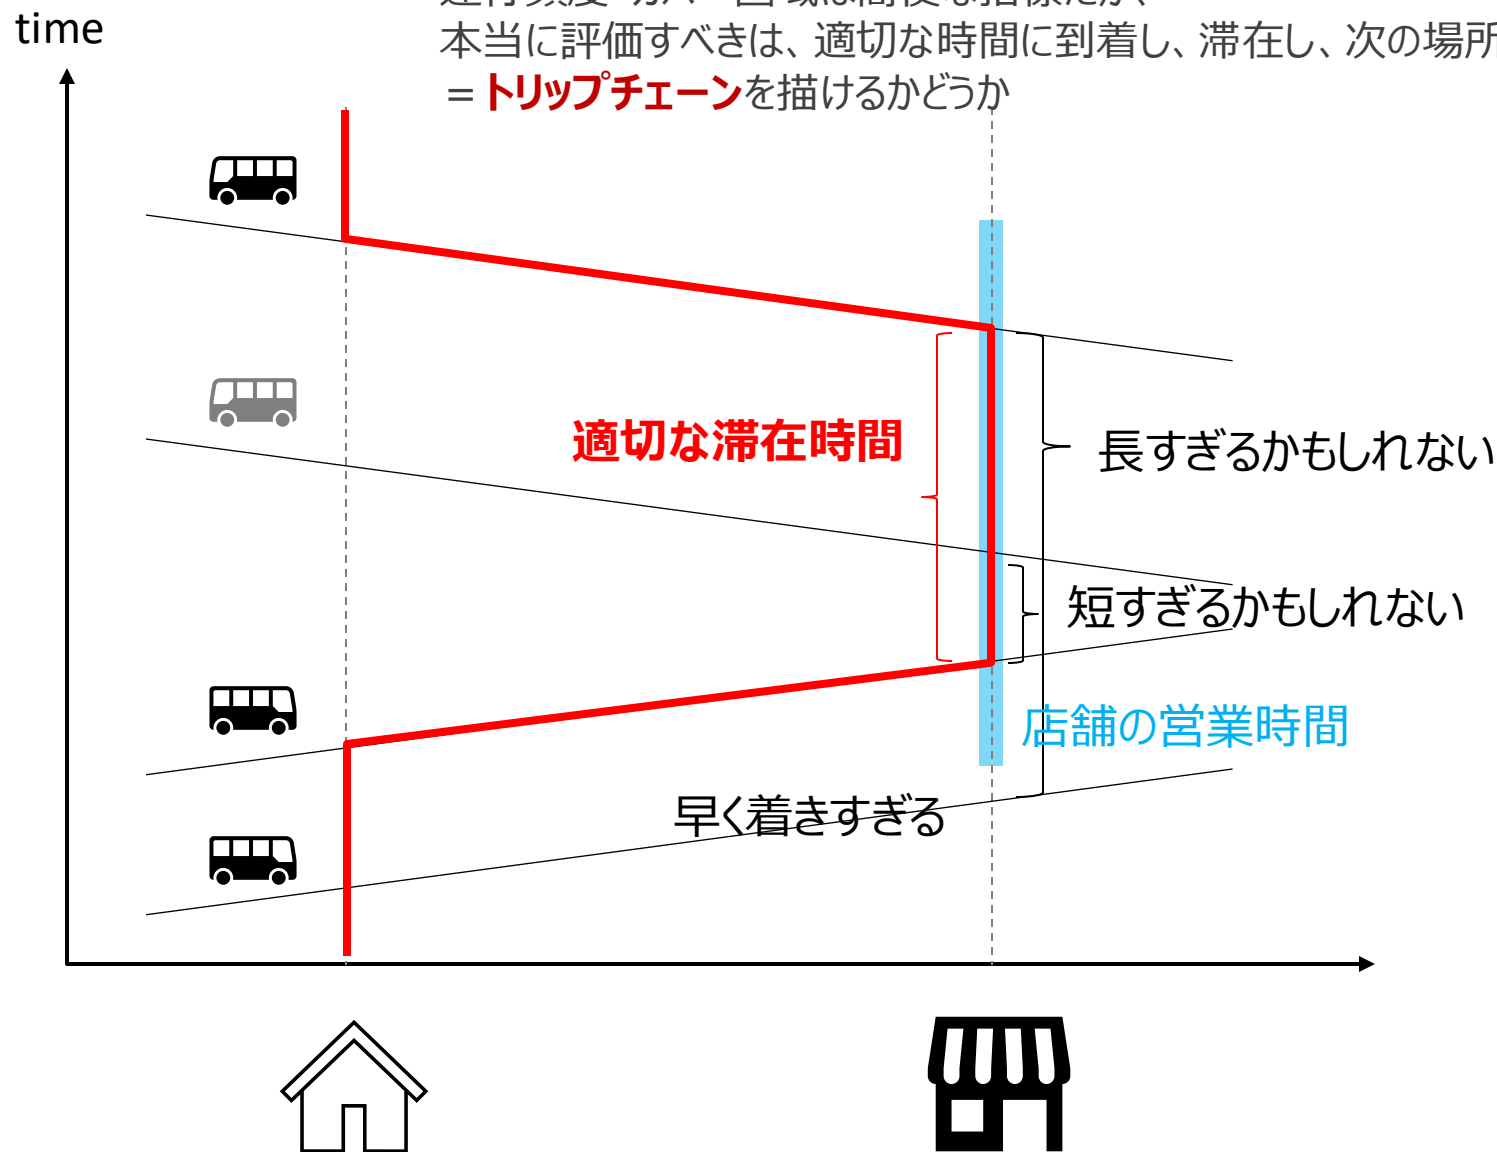 time
本当に評価すべきは、適切な時間に到着し、滞在し、次の場所
=トリップチェーンを描けるかどうか
適切な滞在時間
長すぎるかもしれない
短すぎるかもしれない
店舗の営業時間
早く着きすぎる